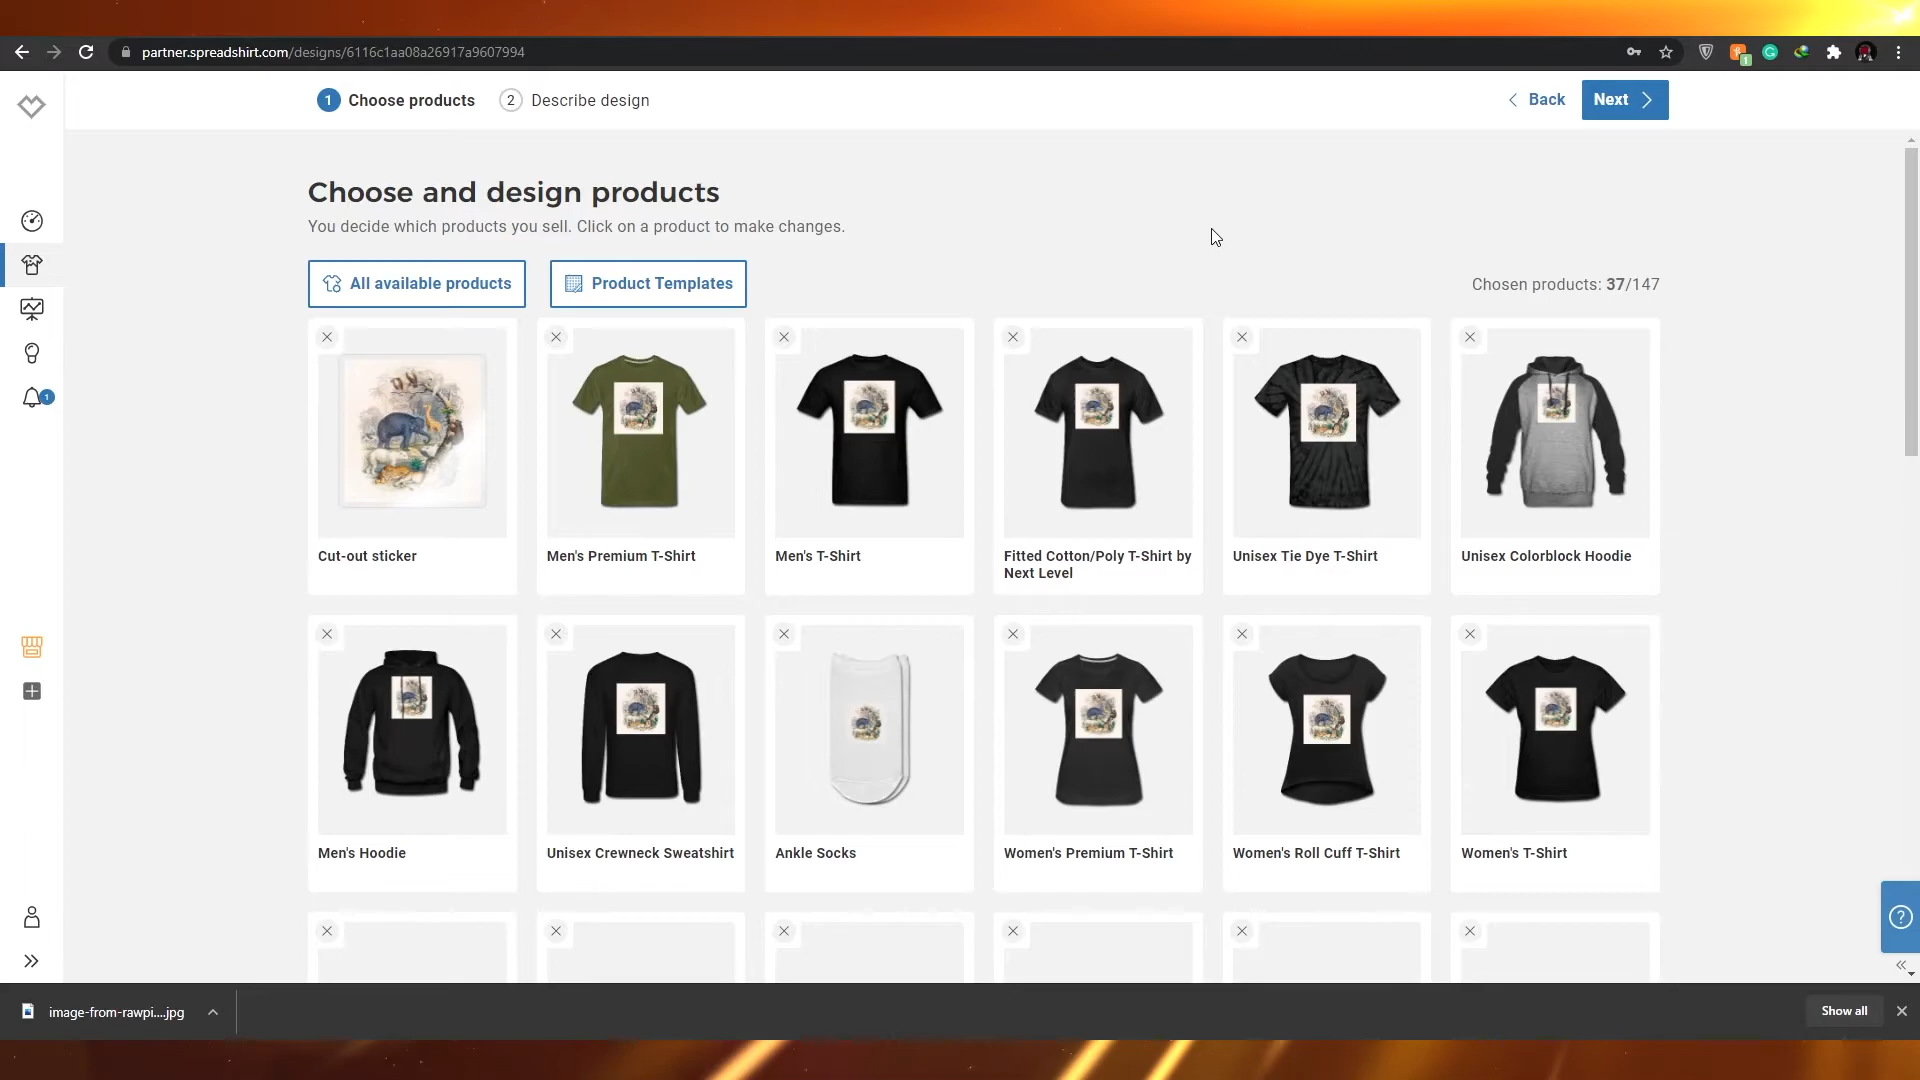 partner.spreadshirt.com/designs/6116c1aa08a26917a9607994
1
1 Choose products
2 Describe design
Back
Next
Choose and design products
You decide which products you sell. Click on a product to make changes.
All available products
Product Templates
Chosen products: 37/147
1
Cut-out sticker
Men's Premium T-Shirt
Men's T-Shirt
Fitted Cotton/Poly T-Shirt by
Next Level
Unisex Tie Dye T-Shirt
Unisex Colorblock Hoodie
Men's Hoodie
Unisex Crewneck Sweatshirt
Ankle Socks
Women's Premium T-Shirt
Women's Roll Cuff T-Shirt
Women's T-Shirt
?
image-from-rawpi....jpg
Show all